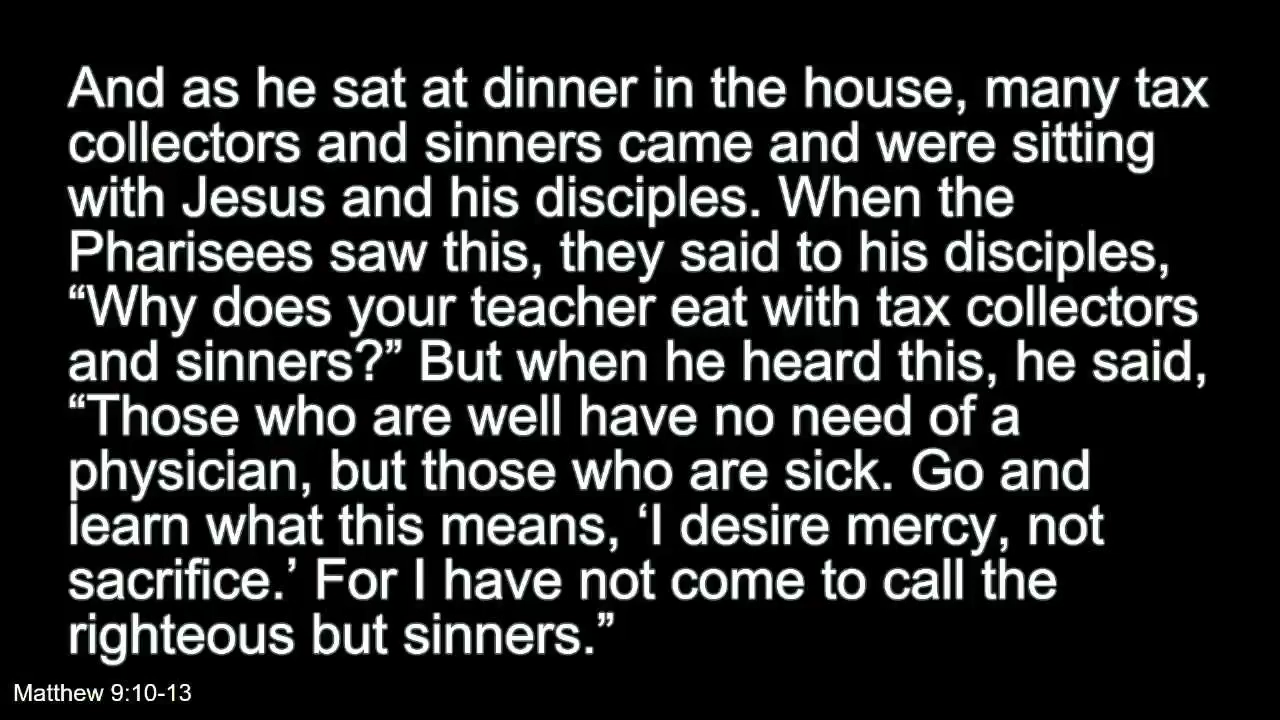 And as he sat at dinner in the house, many tax
collectors and sinners came and were sitting
with Jesus and his disciples. When the
Pharisees saw this, they said to his disciples,
“Why does your teacher eat with tax collectors
and sinners?” But when he heard this, he said,
“Those who are well have no need of a
physician, but those who are sick. Go and
learn what this means, ‘I desire mercy, not
sacrifice.’ For I have not come to call the
righteous but sinners.”
Matthew 9:10-13